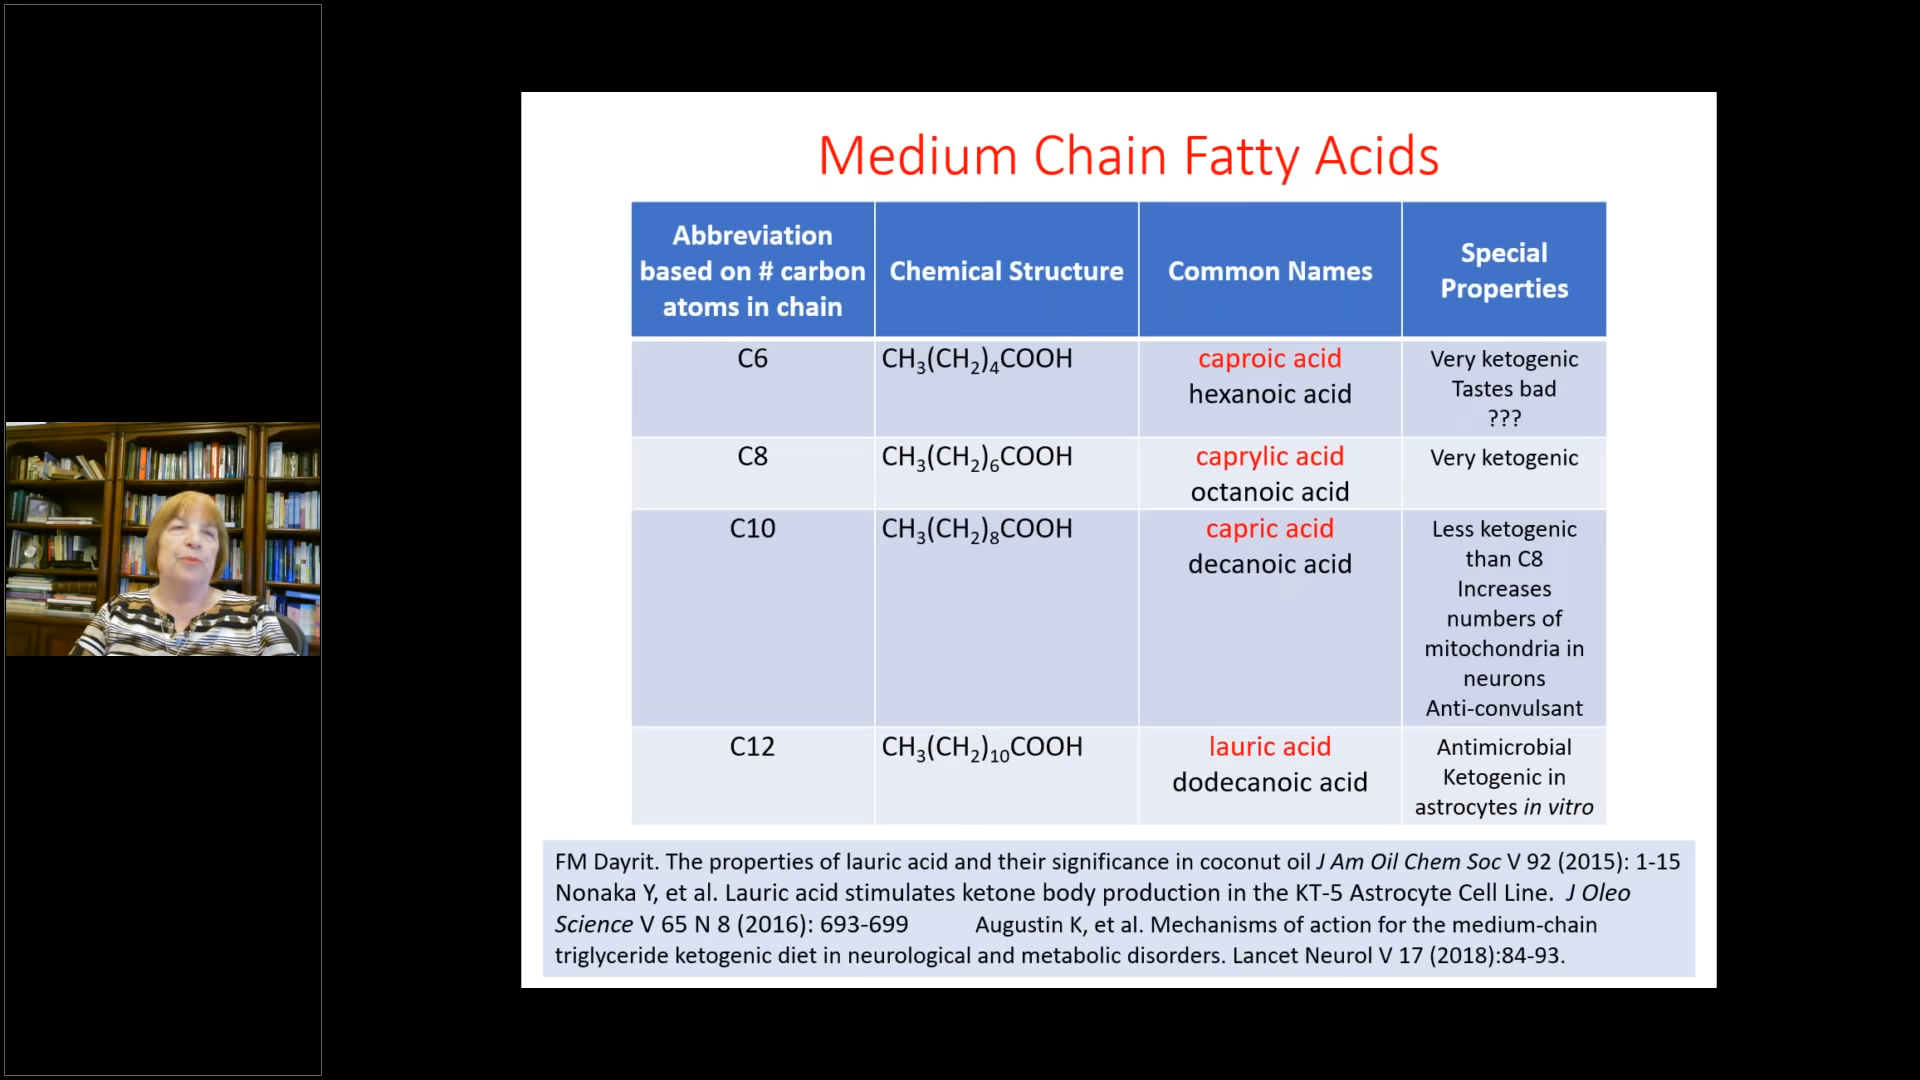 Medium Chain Fatty Acids
Abbreviation
based on # carbon
atoms in chain
Chemical Structure
Common Names
Special
Properties
C6
CH₃(CH₂)₄COOH
caproic acid
hexanoic acid
Very ketogenic
Tastes bad
???
C8
CH₃(CH₂)₆COOH
caprylic acid
octanoic acid
Very ketogenic
C10
CH₃(CH₂)₈COOH
capric acid
decanoic acid
Less ketogenic
than C8
Increases
numbers of
mitochondria in
neurons
Anti-convulsant
C12
CH₃(CH₂)₁₀COOH
lauric acid
dodecanoic acid
Antimicrobial
Ketogenic in
astrocytes in vitro
FM Dayrit. The properties of lauric acid and their significance in coconut oil J Am Oil Chem Soc V 92 (2015): 1-15
Nonaka Y, et al. Lauric acid stimulates ketone body production in the KT-5 Astrocyte Cell Line. J Oleo
Science V 65 N 8 (2016): 693-699 Augustin K, et al. Mechanisms of action for the medium-chain
triglyceride ketogenic diet in neurological and metabolic disorders. Lancet Neurol V 17 (2018):84-93.